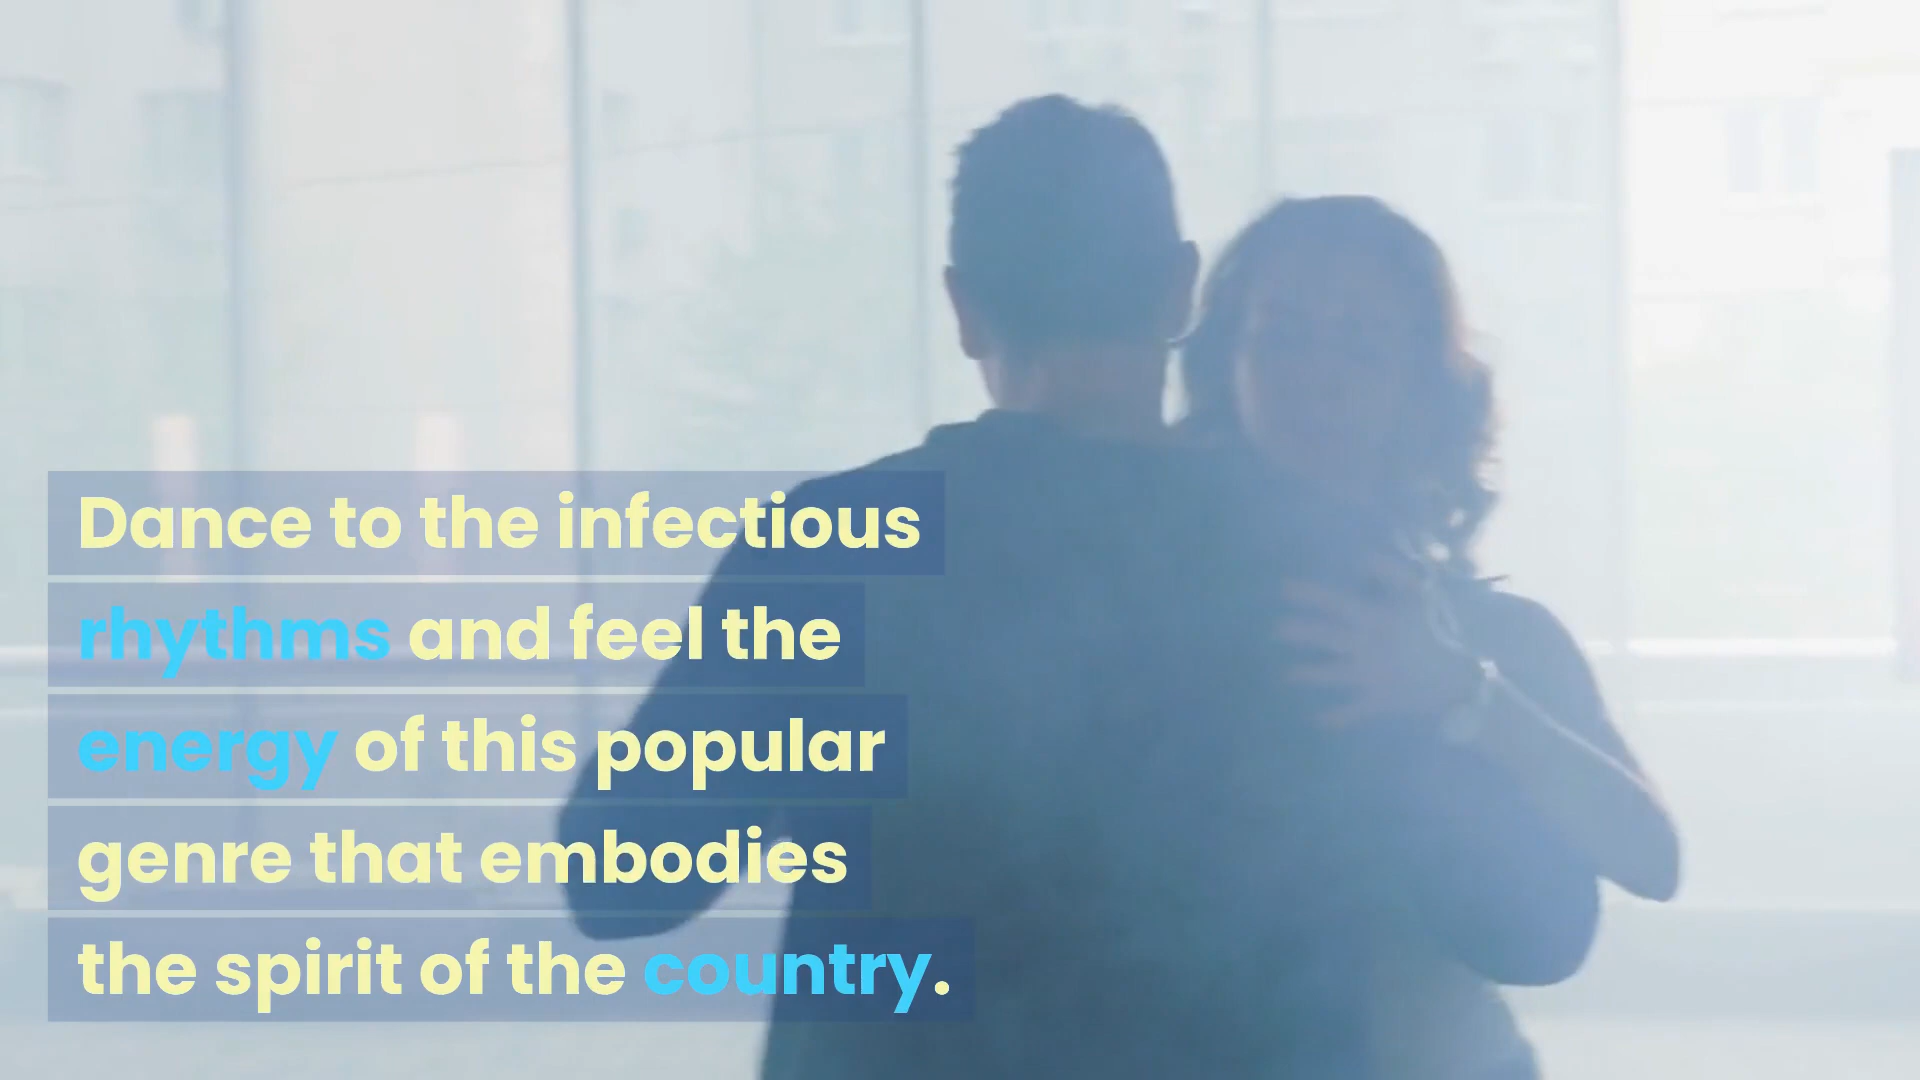 Dance to the infectious
rhythms and feel the
energy of this popular
genre that embodies
the spirit of the country.